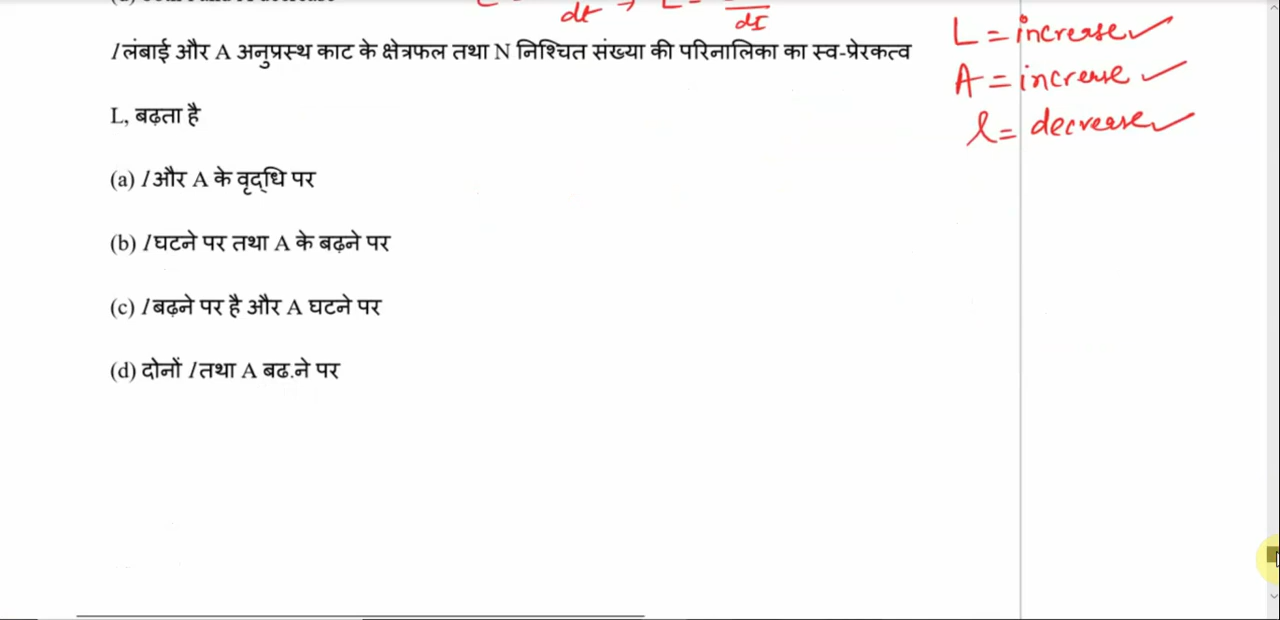 dt
dI
L = increase ✓
l लंबाई और A अनुप्रस्थ काट के क्षेत्रफल तथा N निश्चित संख्या की परिनालिका का स्व-प्रेरकत्व
A = increase ✓
L, बढ़ता है
l = decrease ✓
(a) l और A के वृद्धि पर
(b) l घटने पर तथा A के बढ़ने पर
(c) l बढ़ने पर है और A घटने पर
(d) दोनों l तथा A बढ.ने पर